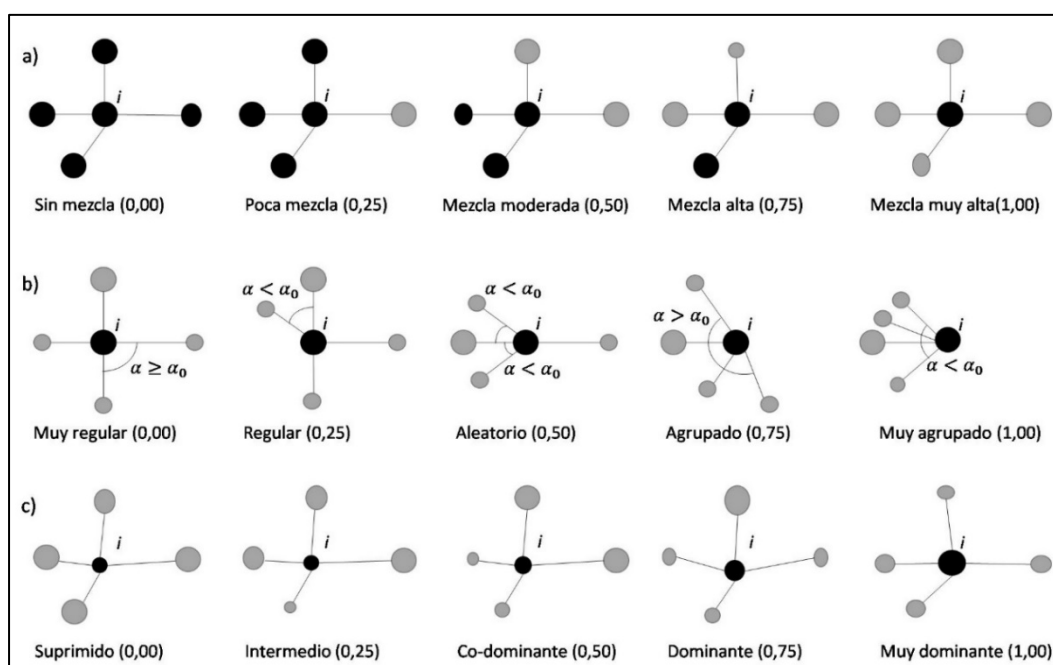 a)
i i i i i
Sin mezcla (0,00) Poca mezcla (0,25) Mezcla moderada (0,50) Mezcla alta (0,75) Mezcla muy alta(1,00)
b)
α < α₀ α < α₀ α > α₀
i i i i i
α ≥ α₀ α < α₀ α < α₀
Muy regular (0,00) Regular (0,25) Aleatorio (0,50) Agrupado (0,75) Muy agrupado (1,00)
c)
i i i i i
Suprimido (0,00) Intermedio (0,25) Co-dominante (0,50) Dominante (0,75) Muy dominante (1,00)